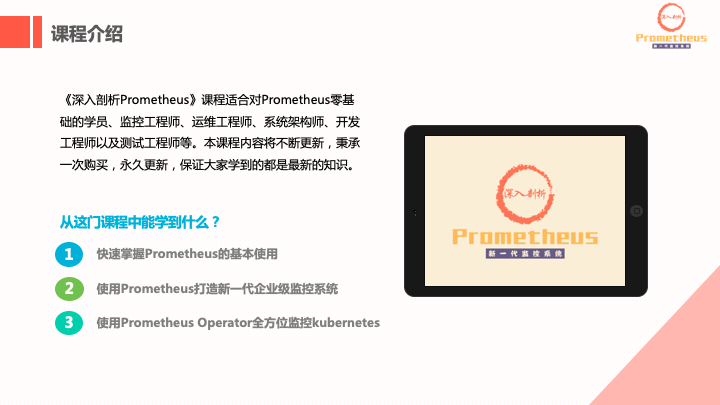 课程介绍
深入剖析
Prometheus
新一代监控系统
《深入剖析Prometheus》课程适合对Prometheus零基
础的学员、监控工程师、运维工程师、系统架构师、开发
工程师以及测试工程师等。本课程内容将不断更新，秉承
一次购买，永久更新，保证大家学到的都是最新的知识。
深入剖析
Prometheus
新一代监控系统
从这门课程中能学到什么？
1 快速掌握Prometheus的基本使用
2 使用Prometheus打造新一代企业级监控系统
3 使用Prometheus Operator全方位监控kubernetes